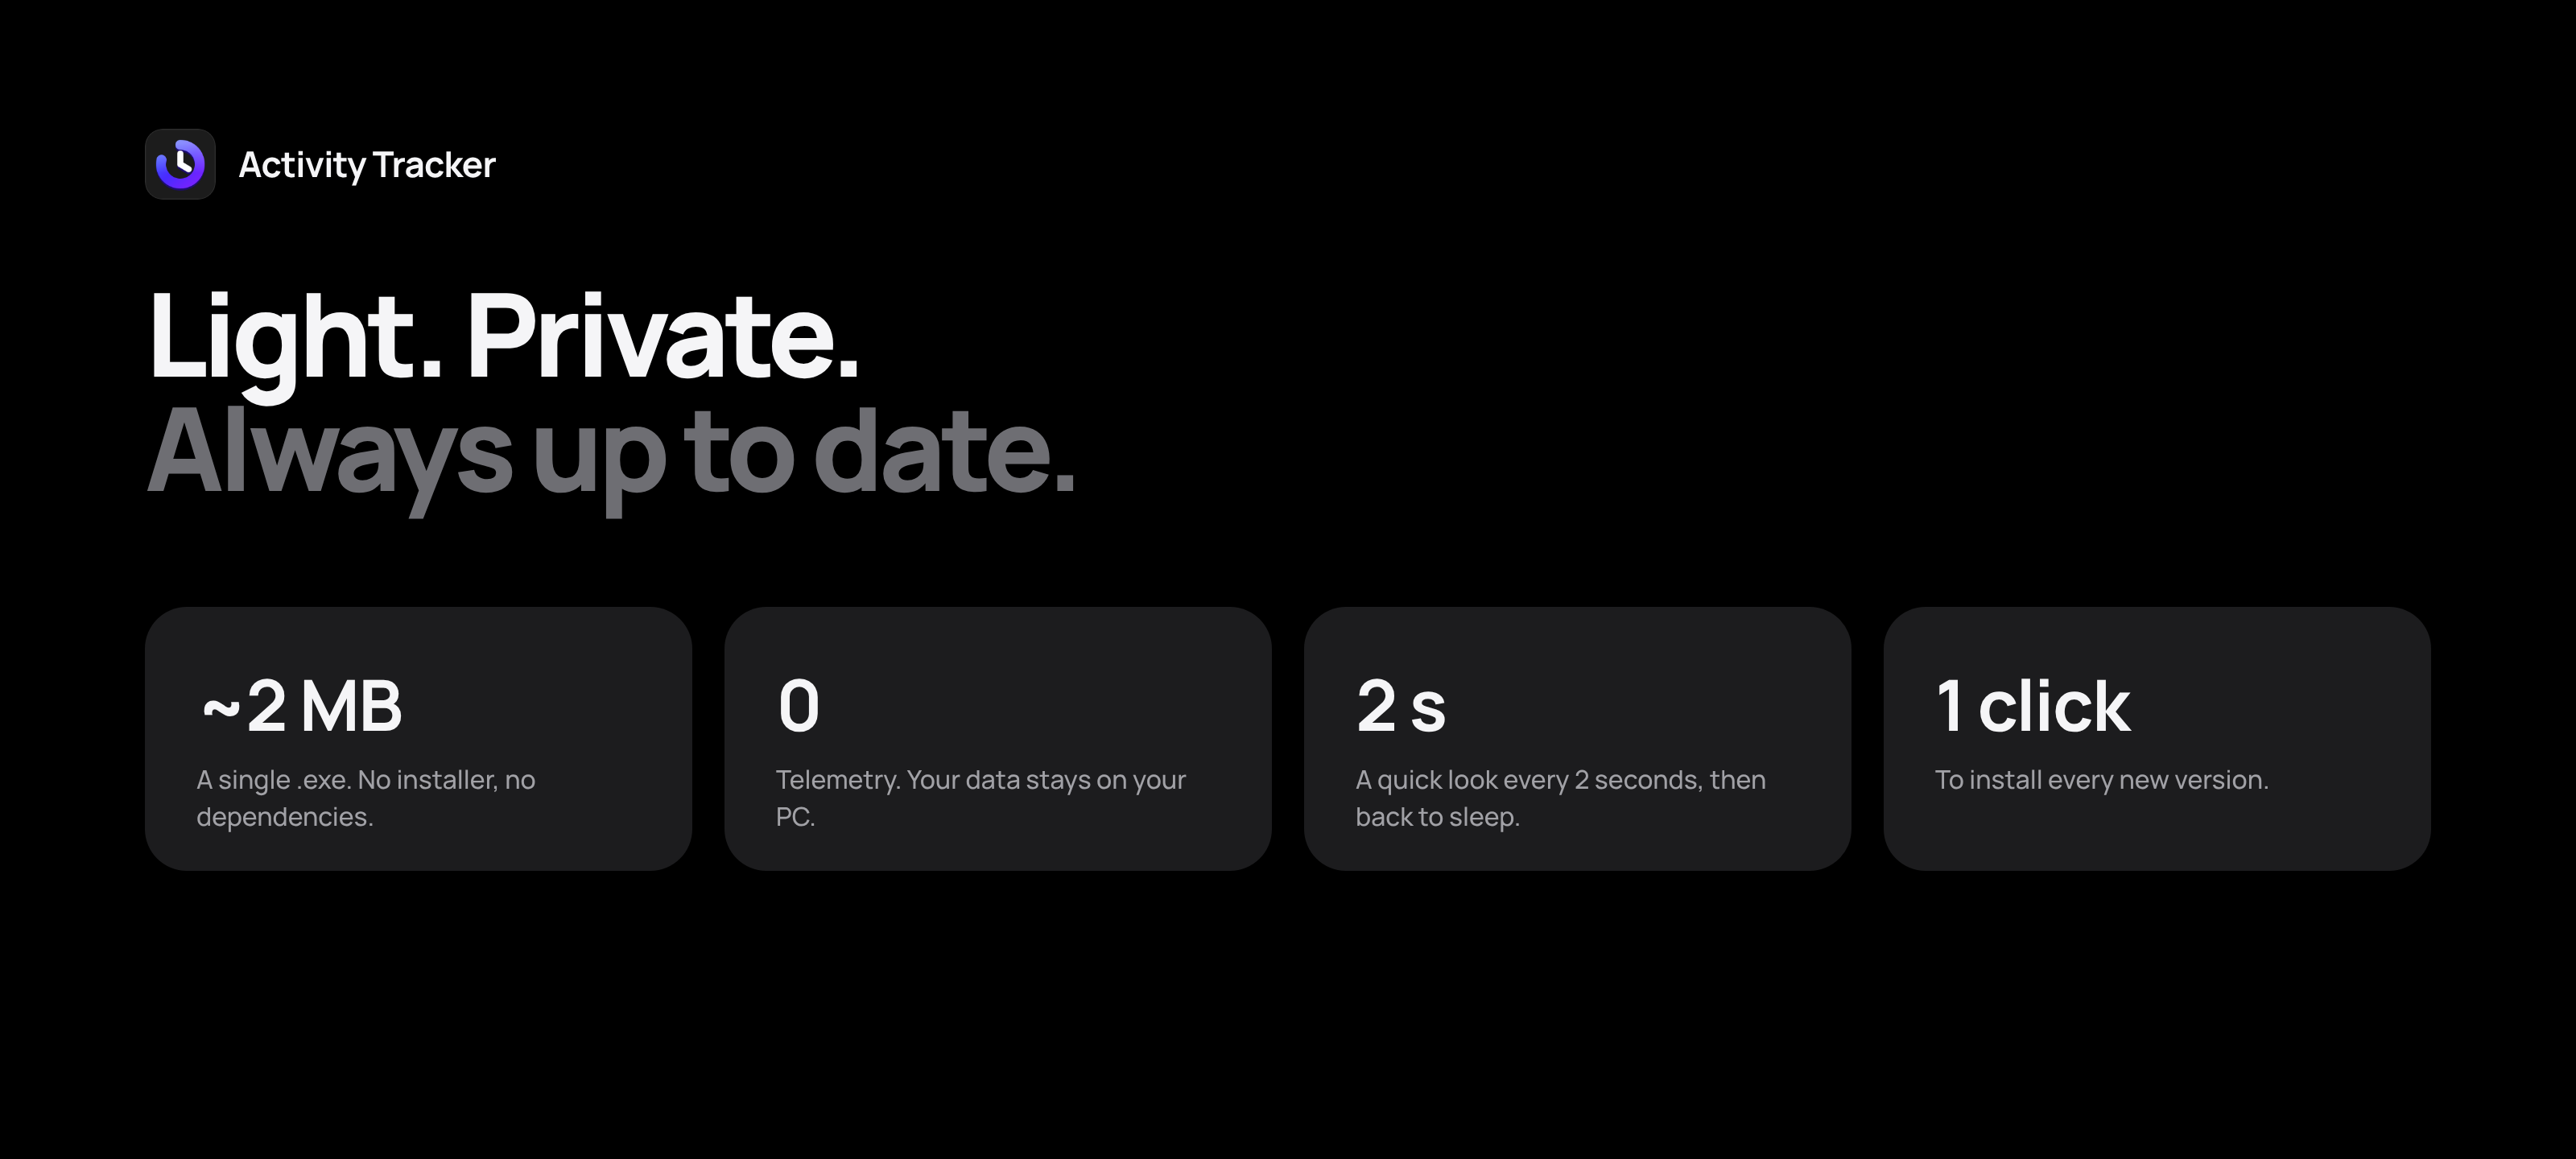 Activity Tracker
Light. Private.
Always up to date.
~2 MB
A single .exe. No installer, no
dependencies.
0
Telemetry. Your data stays on your
PC.
2 s
A quick look every 2 seconds, then
back to sleep.
1 click
To install every new version.